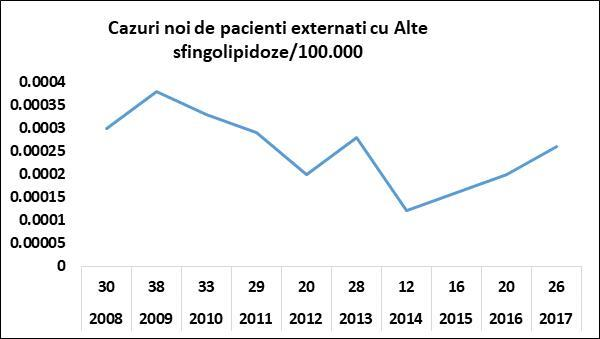 Cazuri noi de pacienti externati cu Alte
sfingolipidoze/100.000
0.0004
0.00035
0.0003
0.00025
0.0002
0.00015
0.0001
0.00005
0
30 38 33 29 20 28 12 16 20 26
2008 2009 2010 2011 2012 2013 2014 2015 2016 2017